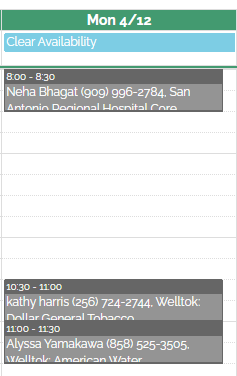 Mon 4/12
Clear Availability
8:00 - 8:30
Neha Bhagat (909) 996-2784, San
Antonio Regional Hospital Core
10:30 - 11:00
kathy harris (256) 724-2744, Welltok:
Dollar General Tobacco
11:00 - 11:30
Alyssa Yamakawa (858) 525-3505,
Welltok: American Water